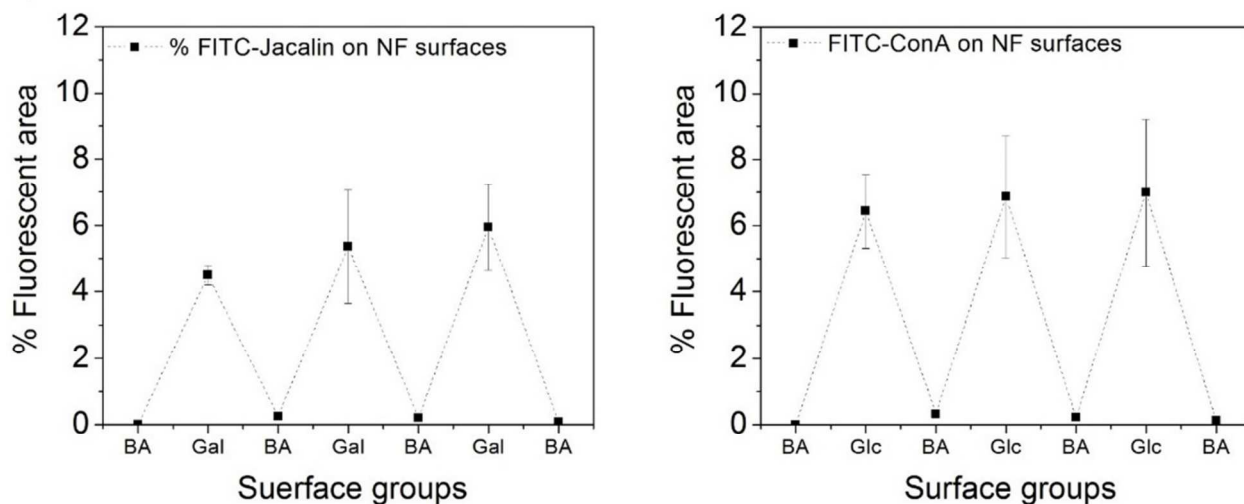 12
10
8
6
4
2
0
% Fluorescent area
% FITC-Jacalin on NF surfaces
BA Gal BA Gal BA Gal BA
Suerface groups
12
10
8
6
4
2
0
% Fluorescent area
FITC-ConA on NF surfaces
BA Glc BA Glc BA Glc BA
Surface groups